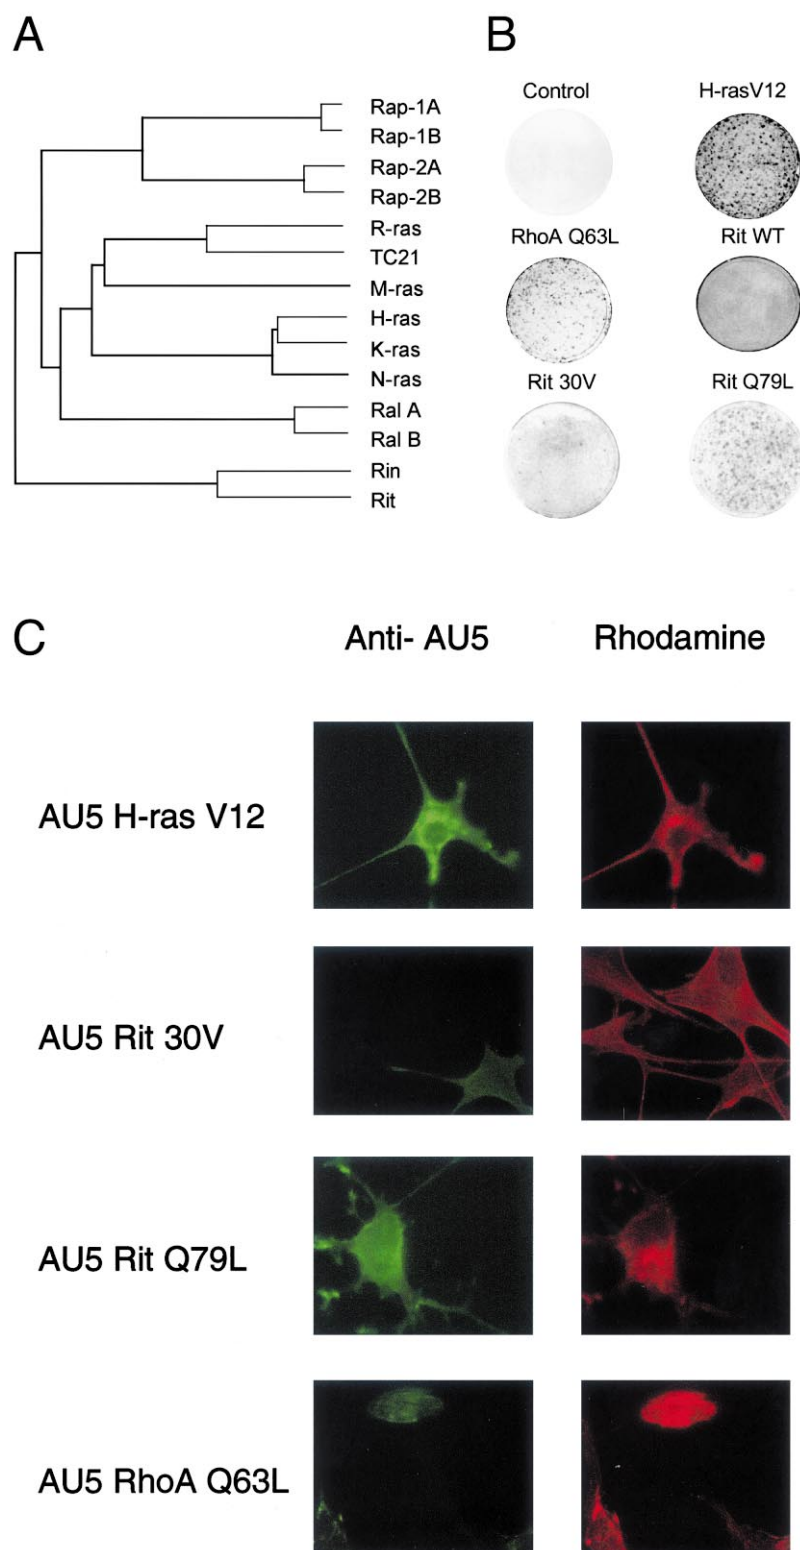 A
Rap-1A
Rap-1B
Rap-2A
Rap-2B
R-ras
TC21
M-ras
H-ras
K-ras
N-ras
Ral A
Ral B
Rin
Rit
B
Control
H-rasV12
RhoA Q63L
Rit WT
Rit 30V
Rit Q79L
C
Anti- AU5
Rhodamine
AU5 H-ras V12
AU5 Rit 30V
AU5 Rit Q79L
AU5 RhoA Q63L